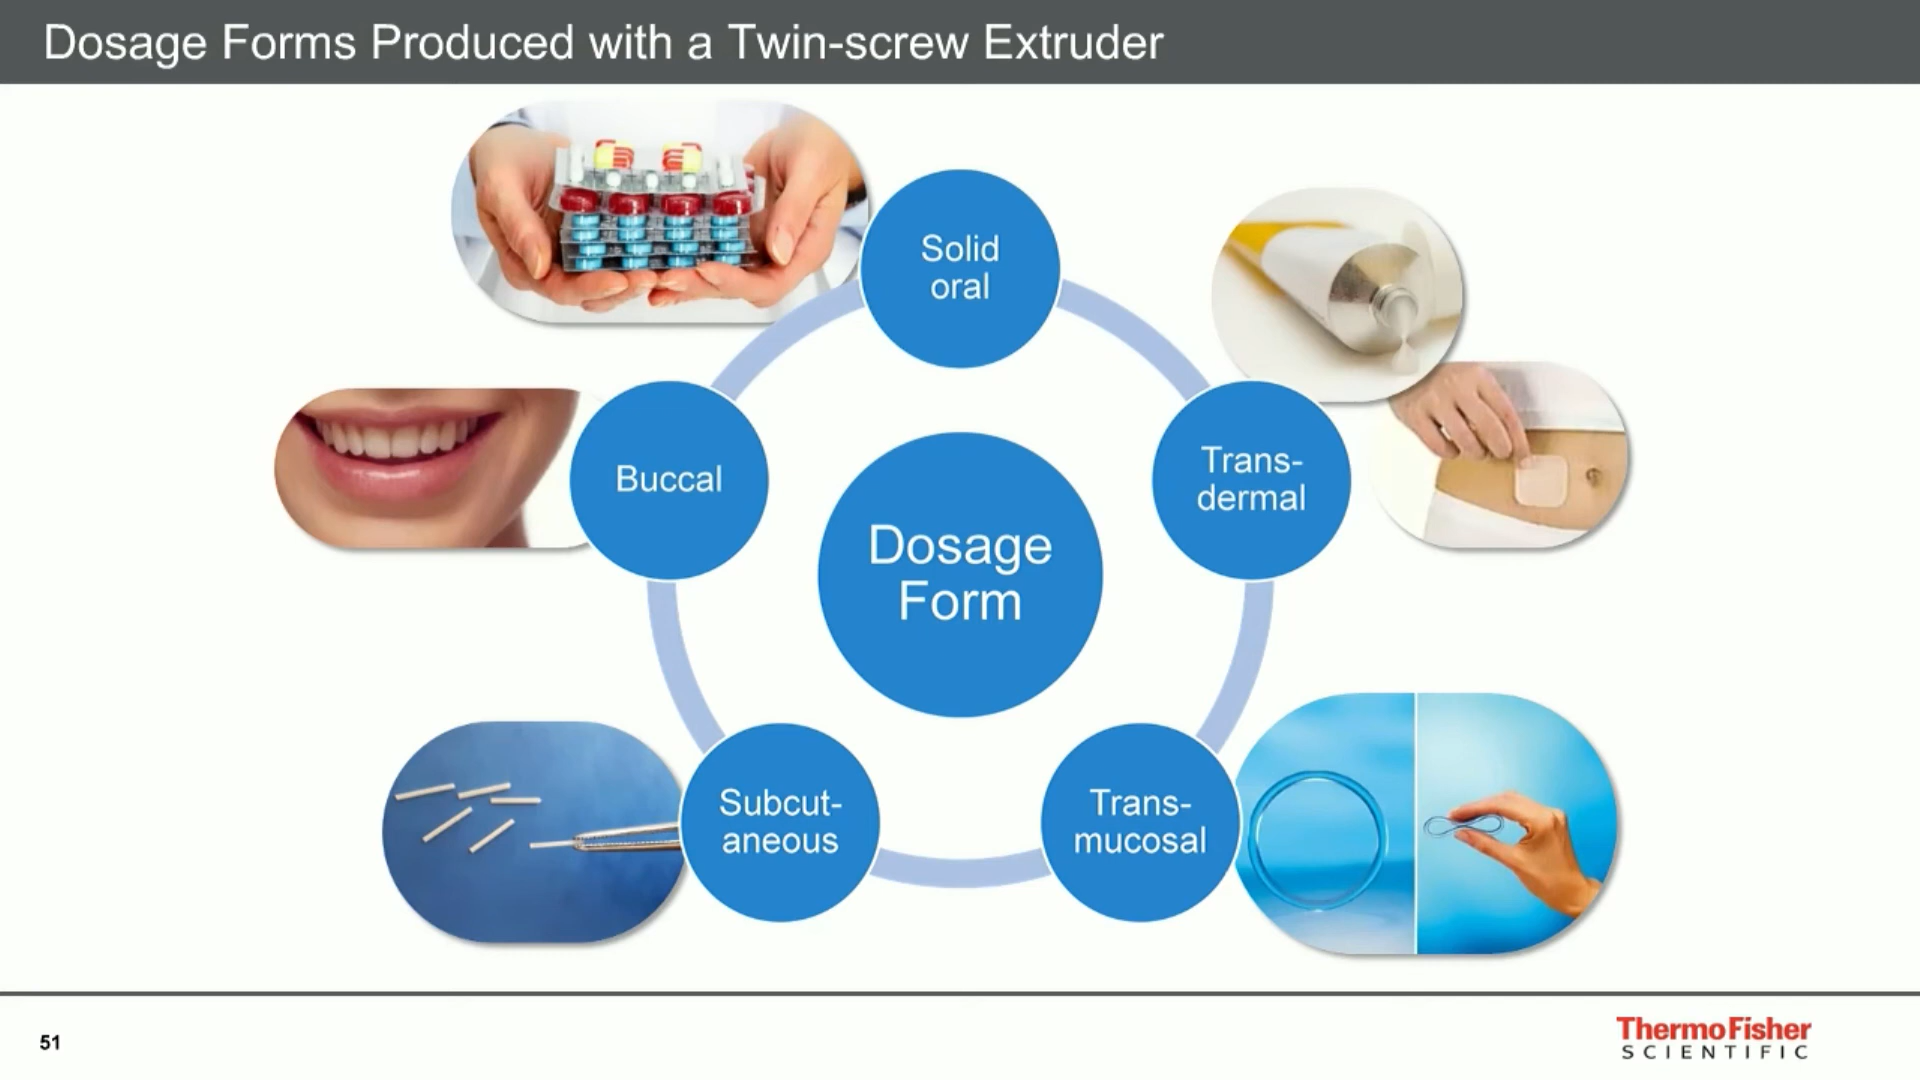 Dosage Forms Produced with a Twin-screw Extruder
Solid
oral
Buccal
Trans-
dermal
Dosage
Form
Subcut-
aneous
Trans-
mucosal
51
ThermoFisher
SCIENTIFIC